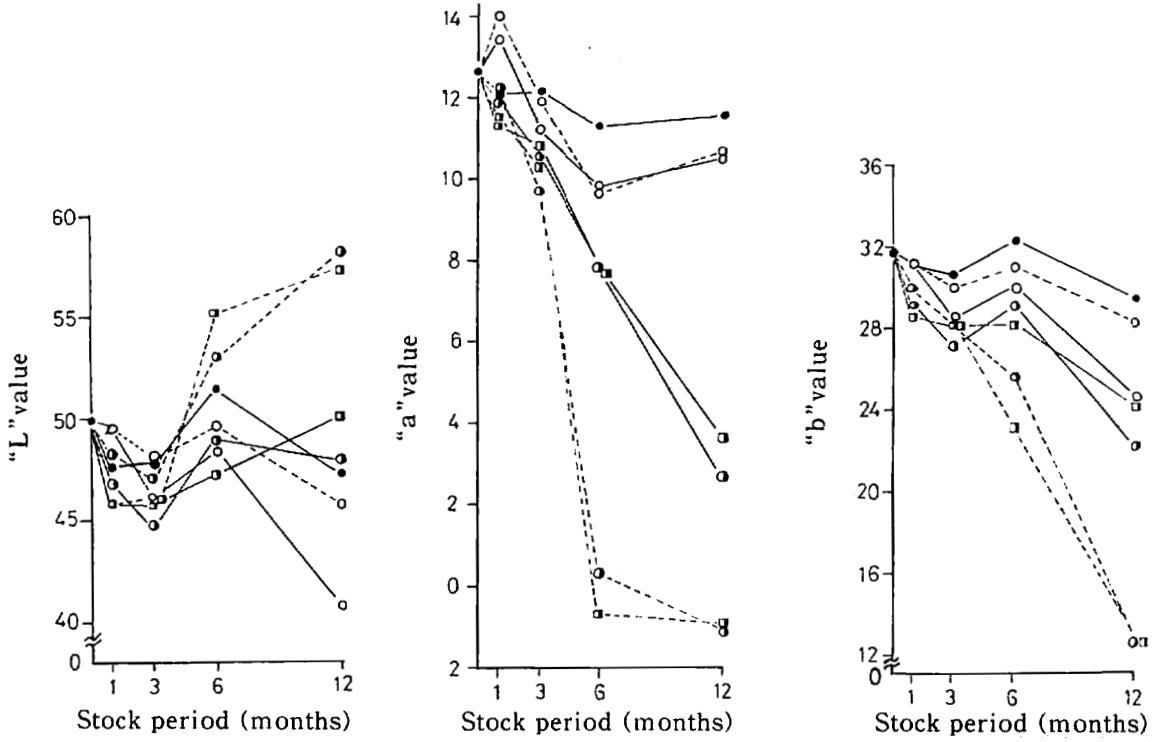 60
55
50
45
40
0
"L" value
1 3 6 12
Stock period (months)
14
12
10
8
6
4
2
0
2
"a" value
1 3 6 12
Stock period (months)
36
32
28
24
20
16
12
0
"b" value
1 3 6 12
Stock period (months)